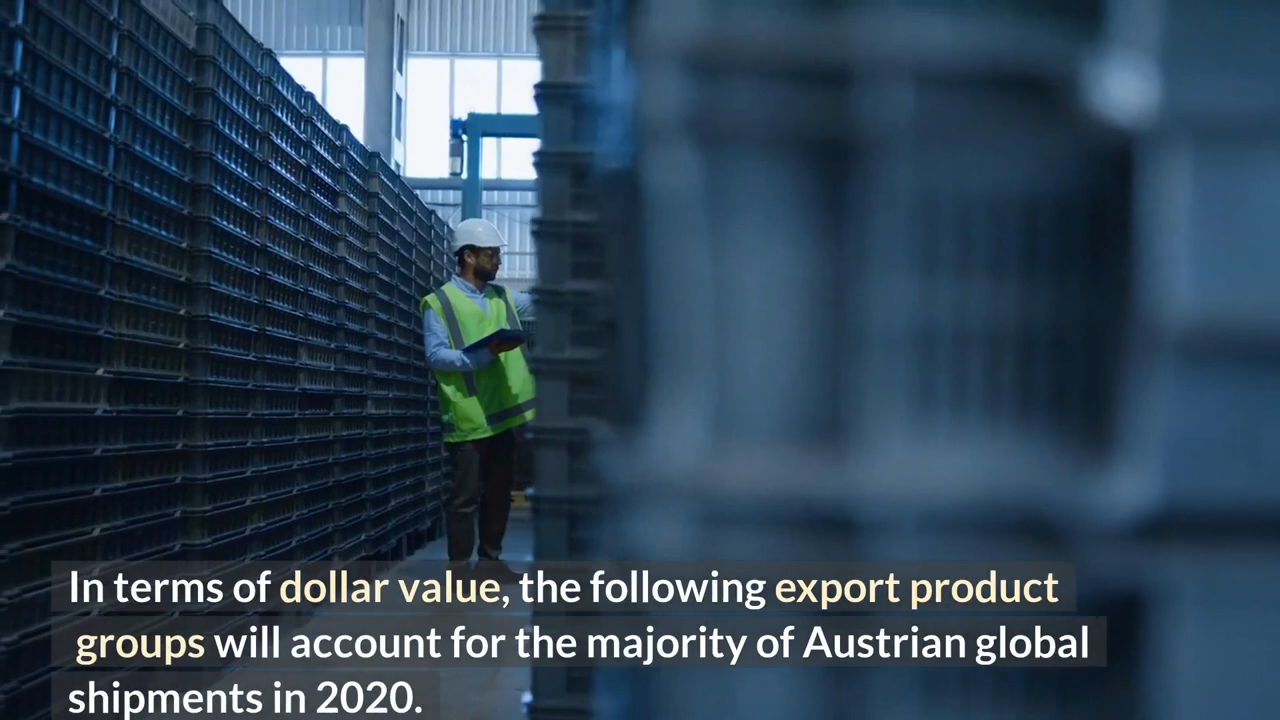 In terms of dollar value, the following export product
groups will account for the majority of Austrian global
shipments in 2020.